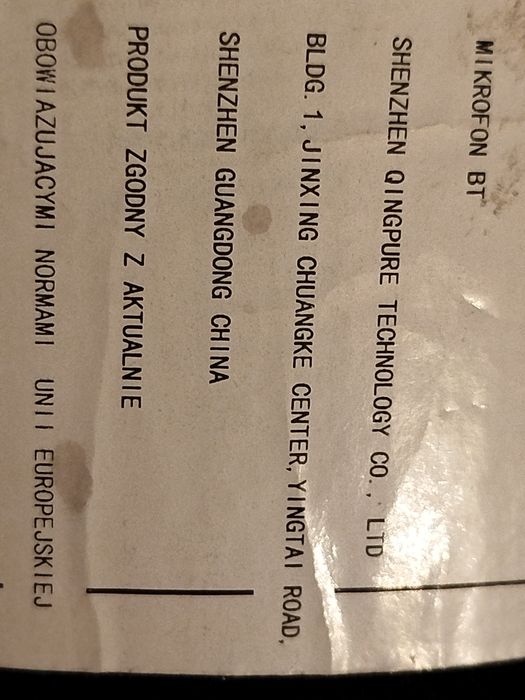 MIKROFON BT
SHENZHEN QINGPURE TECHNOLOGY CO., LTD
BLDG. 1, JINXING CHUANGKE CENTER, YINGTAI ROAD,
SHENZHEN GUANGDONG CHINA
PRODUKT ZGODNY Z AKTUALNIE
OBOWIAZUJACYMI NORMAMI UNII EUROPEJSKIEJ